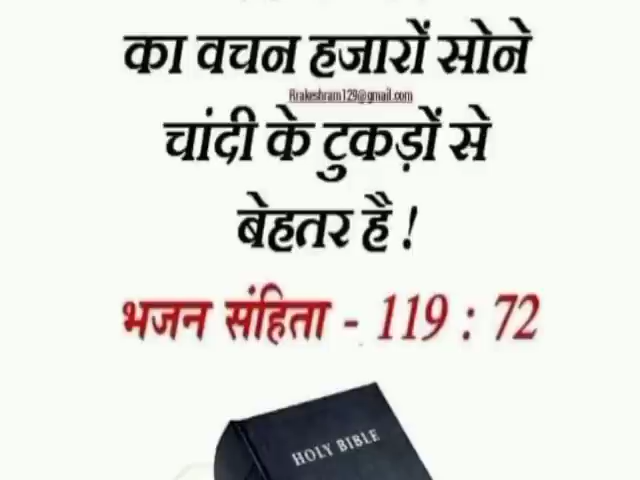 का वचन हजारों सोने
Rrakeshram129@gmail.com
चांदी के टुकड़ों से
बेहतर है !
भजन संहिता - 119 : 72
HOLY BIBLE